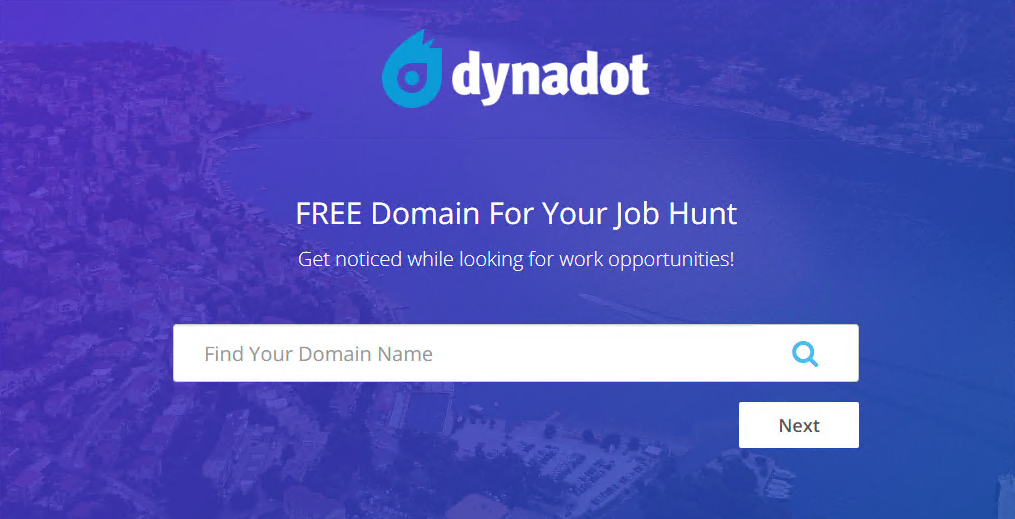 dynadot
FREE Domain For Your Job Hunt
Get noticed while looking for work opportunities!
Find Your Domain Name
Next